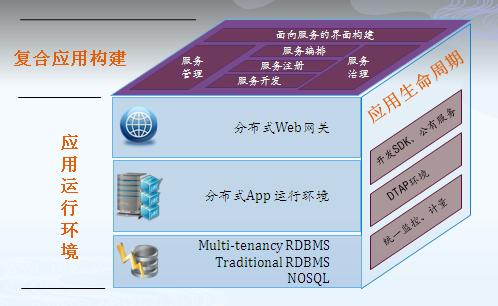 复合应用构建
应用运行环境
面向服务的界面构建
服务管理
服务编排
服务注册
服务开发
服务治理
分布式Web网关
分布式App 运行环境
Multi-tenancy RDBMS
Traditional RDBMS
NOSQL
应用生命周期
开发SDK、公有服务
DTAP环境
统一监控、计量